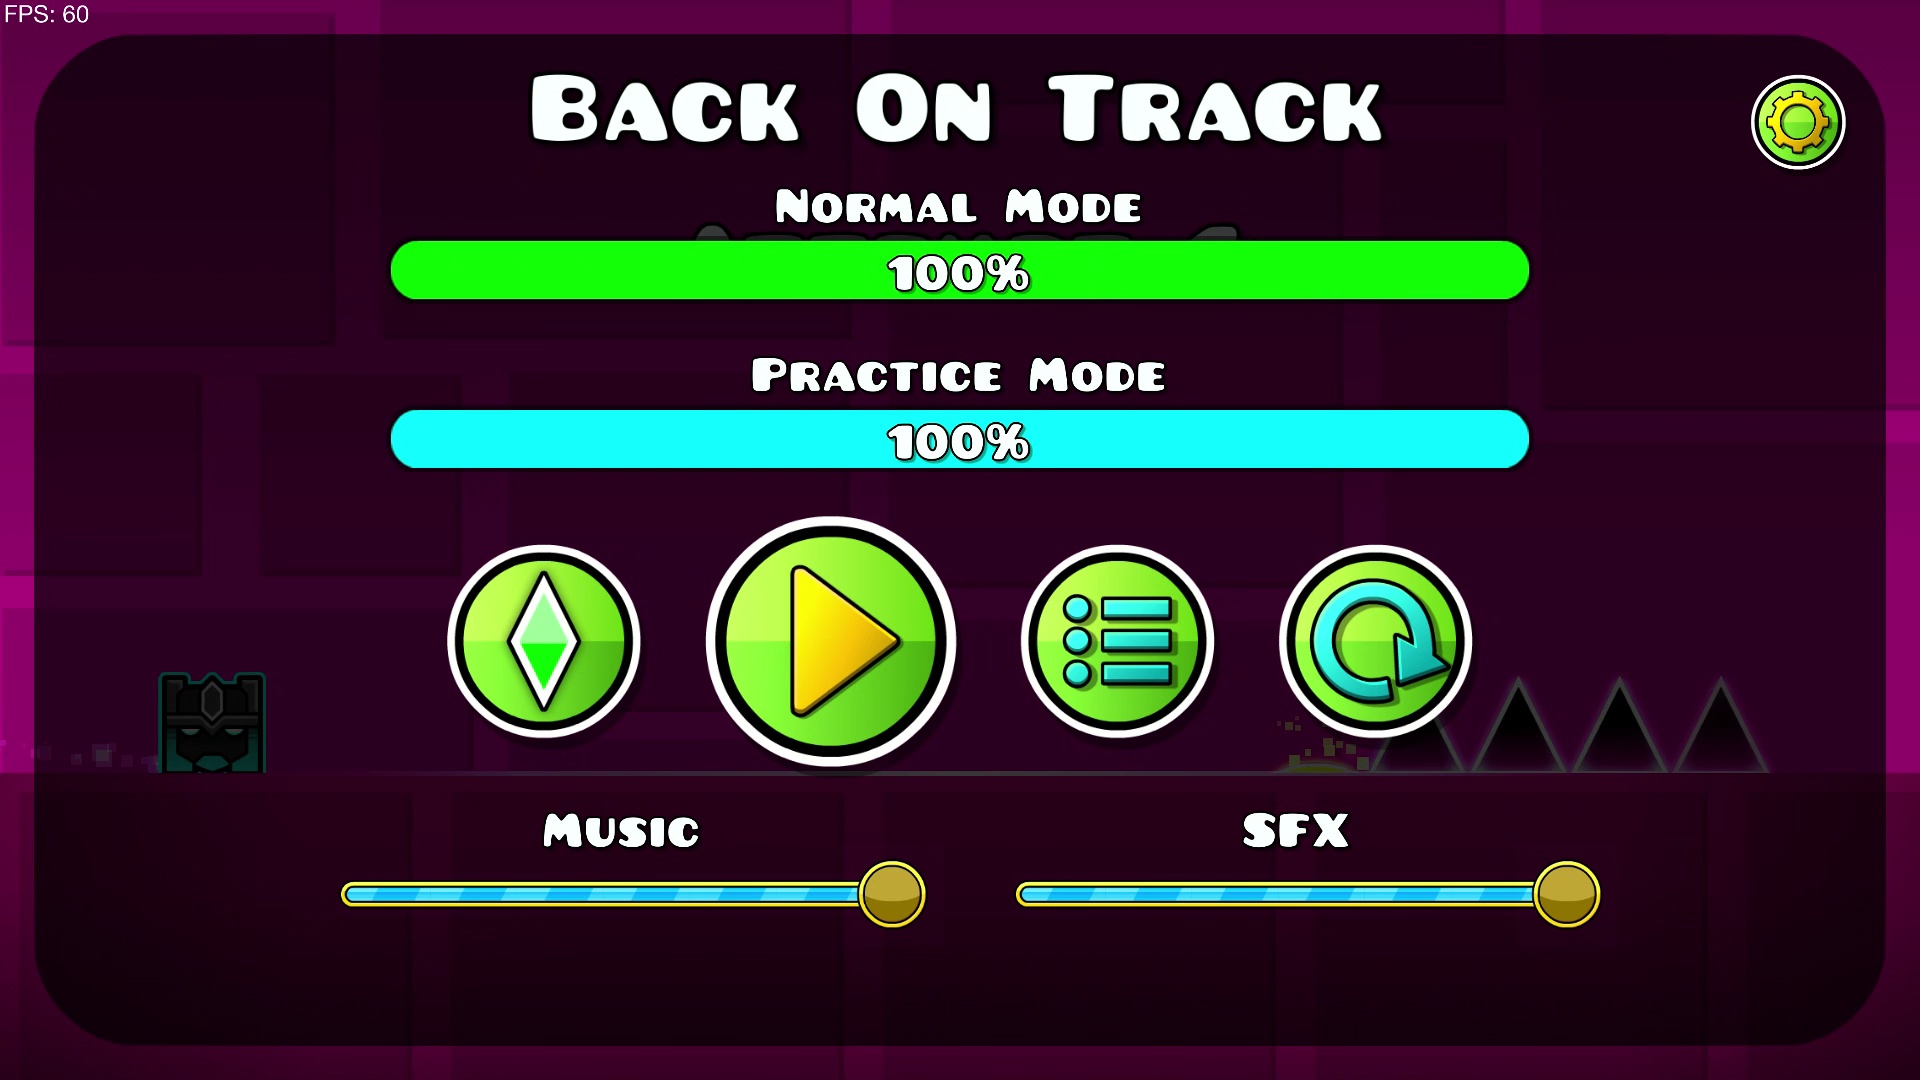 FPS: 60
Back On Track
Normal Mode
100%
Practice Mode
100%
Music
SFX